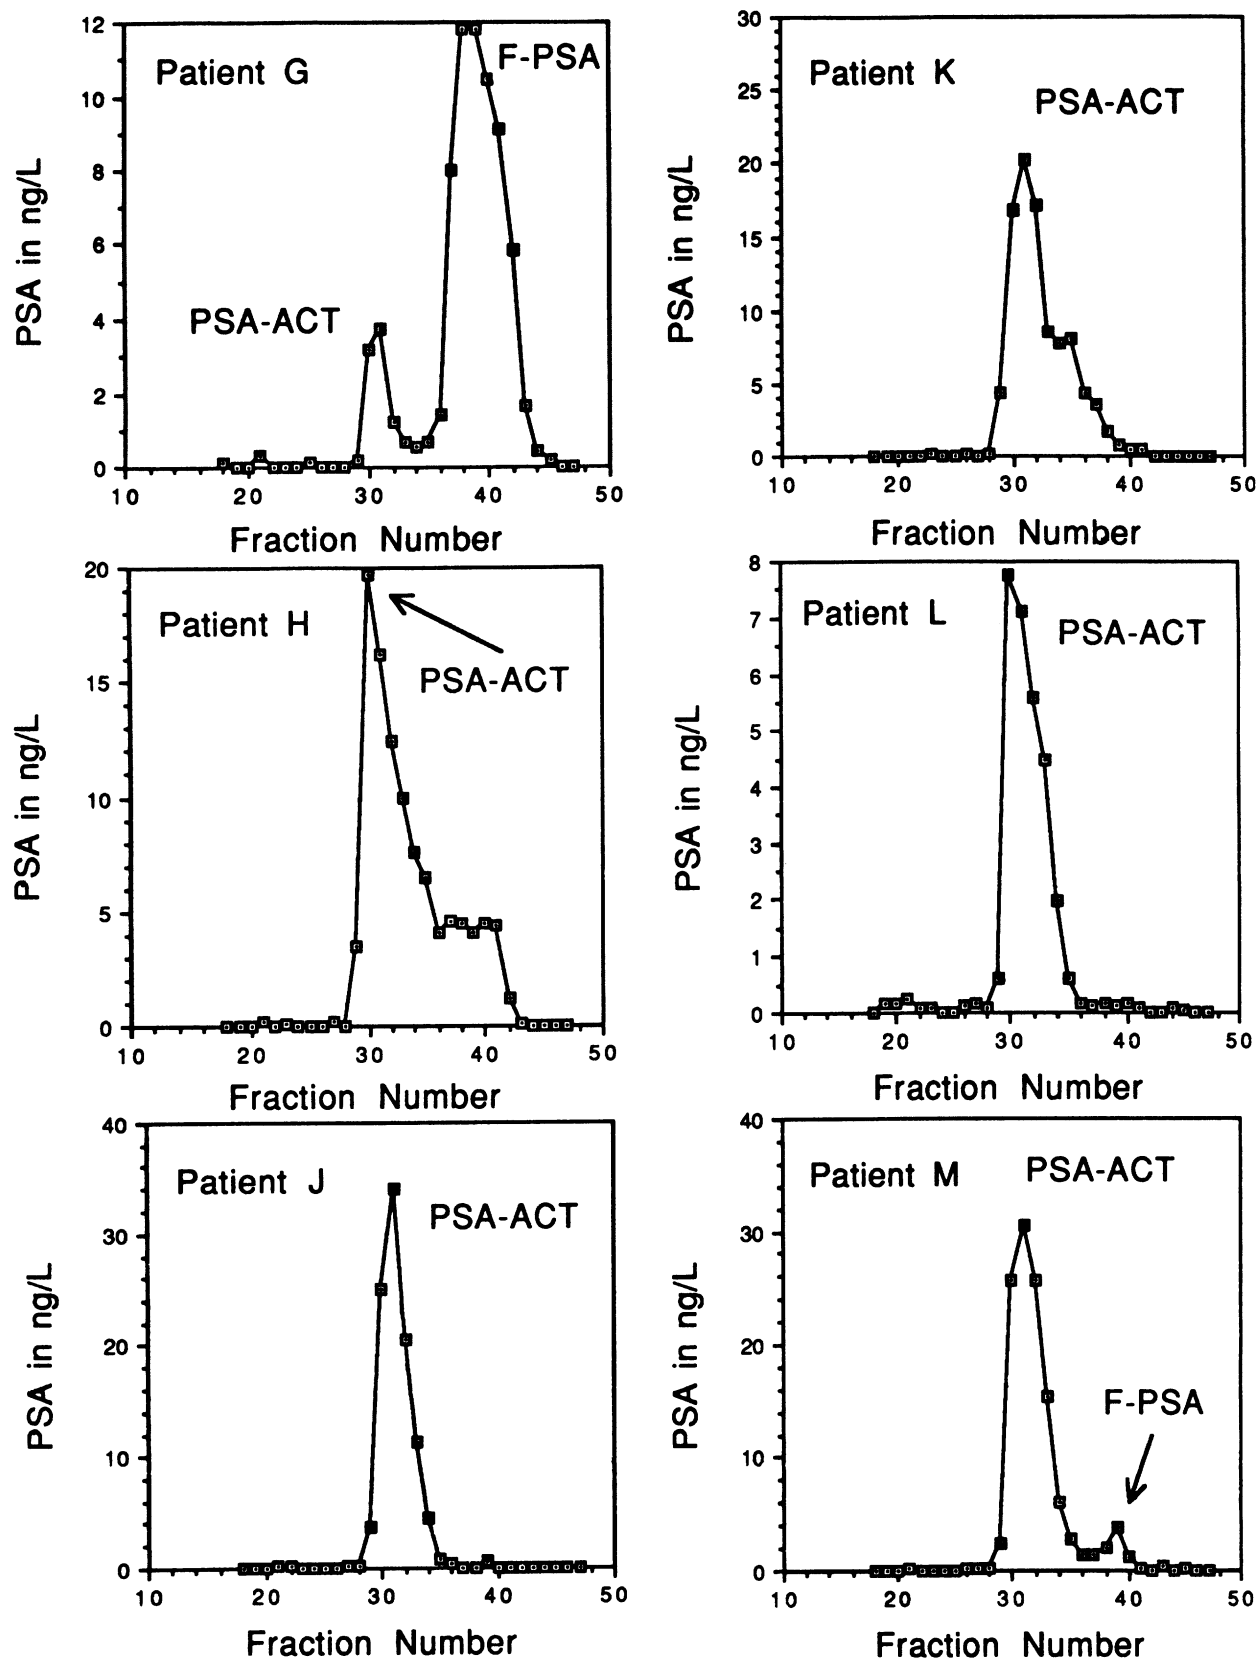 12
10
8
6
4
2
0
PSA in ng/L
Patient G
F-PSA
PSA-ACT
10 20 30 40 50
Fraction Number
30
25
20
15
10
5
0
PSA in ng/L
Patient K
PSA-ACT
10 20 30 40 50
Fraction Number
20
15
10
5
0
PSA in ng/L
Patient H
PSA-ACT
10 20 30 40 50
Fraction Number
8
7
6
5
4
3
2
1
0
PSA in ng/L
Patient L
PSA-ACT
10 20 30 40 50
Fraction Number
40
30
20
10
0
PSA in ng/L
Patient J
PSA-ACT
10 20 30 40 50
Fraction Number
40
30
20
10
0
PSA in ng/L
Patient M
PSA-ACT
F-PSA
10 20 30 40 50
Fraction Number